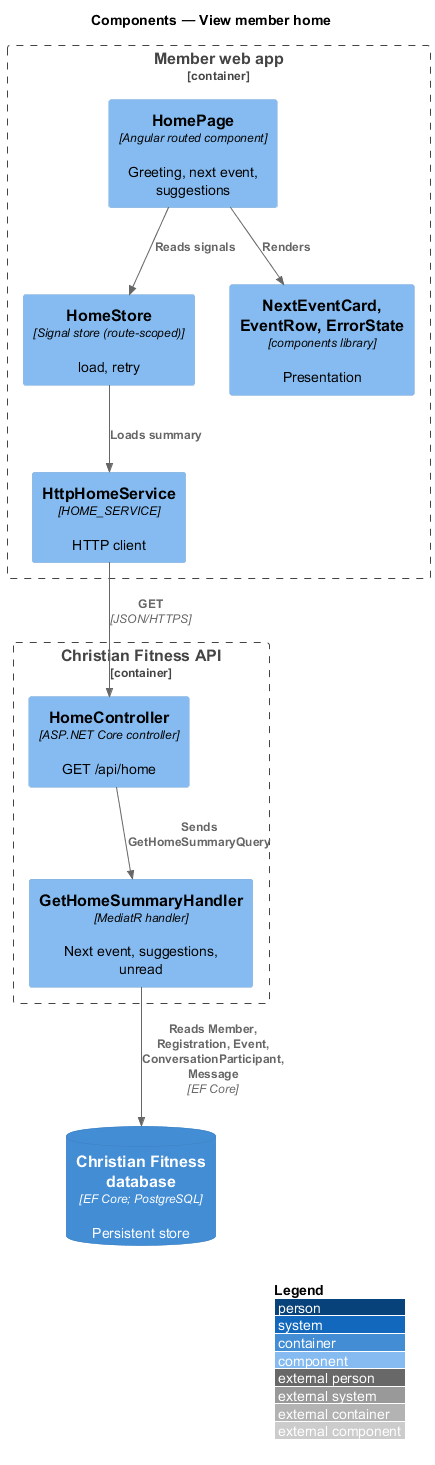 Components — View member home
Member web app
[container]
HomePage
[Angular routed component]
Greeting, next event,
suggestions
Reads signals
Renders
HomeStore
[Signal store (route-scoped)]
load, retry
NextEventCard,
EventRow, ErrorState
[components library]
Presentation
Loads summary
HttpHomeService
[HOME_SERVICE]
HTTP client
GET
[JSON/HTTPS]
Christian Fitness API
[container]
HomeController
[ASP.NET Core controller]
GET /api/home
Sends
GetHomeSummaryQuery
GetHomeSummaryHandler
[MediatR handler]
Next event, suggestions,
unread
Reads Member,
Registration, Event,
ConversationParticipant,
Message
[EF Core]
Christian Fitness
database
[EF Core; PostgreSQL]
Persistent store
Legend
person
system
container
component
external person
external system
external container
external component